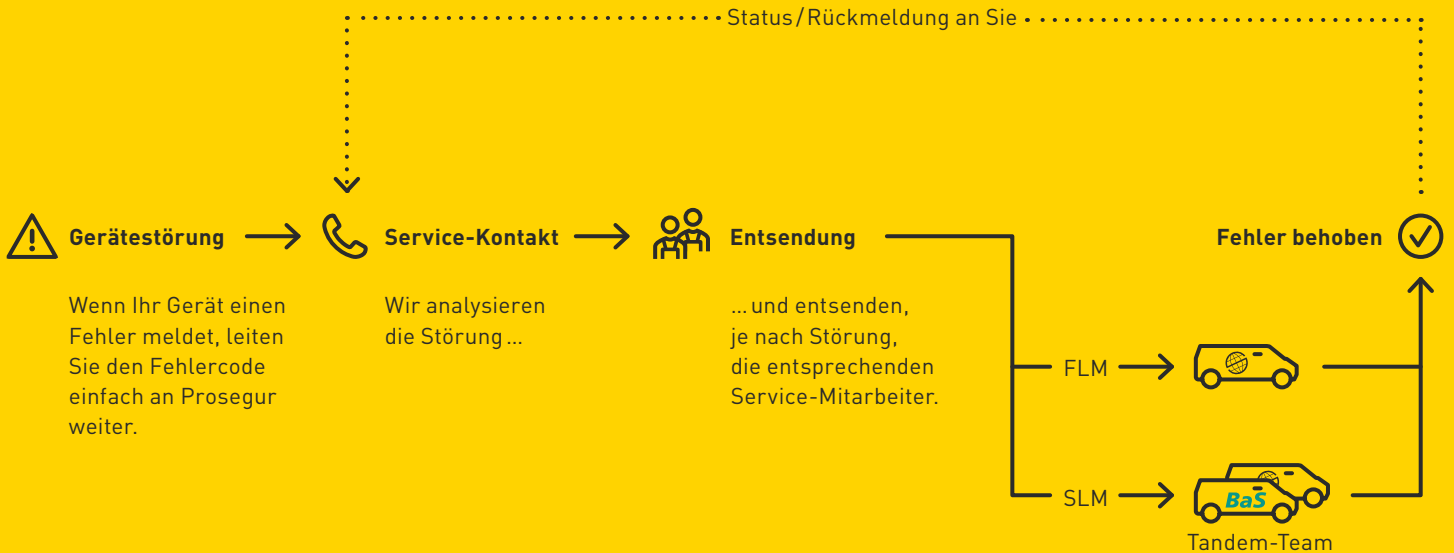 Status/Rückmeldung an Sie
Gerätestörung
Wenn Ihr Gerät einen
Fehler meldet, leiten
Sie den Fehlercode
einfach an Prosegur
weiter.
Service-Kontakt
Wir analysieren
die Störung ...
Entsendung
... und entsenden,
je nach Störung,
die entsprechenden
Service-Mitarbeiter.
FLM
SLM
BaS
Tandem-Team
Fehler behoben